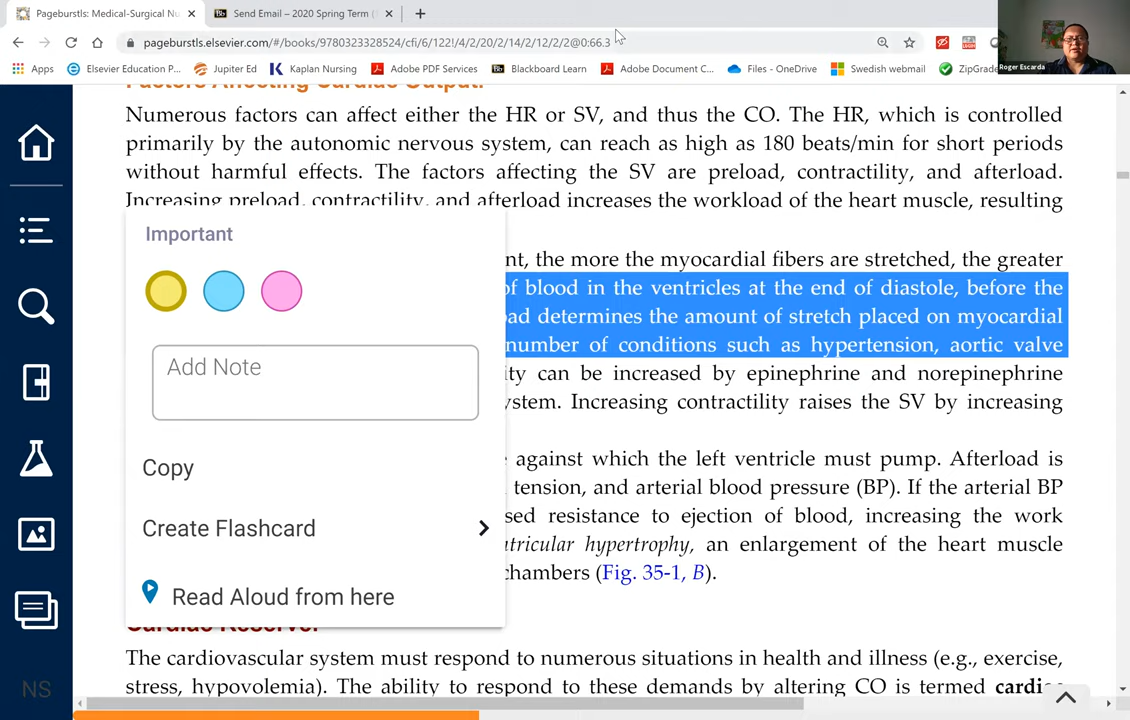 Pageburstls: Medical-Surgical Nu
Send Email – 2020 Spring Term (
pageburstls.elsevier.com/#/books/9780323328524/cfi/6/122!/4/2/20/2/14/2/12/2/2@0:66.3
Apps
Elsevier Education P...
Jupiter Ed
Kaplan Nursing
Adobe PDF Services
Blackboard Learn
Adobe Document C...
Files - OneDrive
Swedish webmail
ZipGrade
Roger Escarda
Factors Affecting Cardiac Output.
Numerous factors can affect either the HR or SV, and thus the CO. The HR, which is controlled
primarily by the autonomic nervous system, can reach as high as 180 beats/min for short periods
without harmful effects. The factors affecting the SV are preload, contractility, and afterload.
Increasing preload, contractility, and afterload increases the workload of the heart muscle, resulting
Important
nt, the more the myocardial fibers are stretched, the greater
of blood in the ventricles at the end of diastole, before the
ad determines the amount of stretch placed on myocardial
number of conditions such as hypertension, aortic valve
Add Note
ity can be increased by epinephrine and norepinephrine
ystem. Increasing contractility raises the SV by increasing
Copy
against which the left ventricle must pump. Afterload is
tension, and arterial blood pressure (BP). If the arterial BP
sed resistance to ejection of blood, increasing the work
Create Flashcard
ntricular hypertrophy, an enlargement of the heart muscle
chambers (Fig. 35-1, B).
Read Aloud from here
Cardiac Reserve.
The cardiovascular system must respond to numerous situations in health and illness (e.g., exercise,
stress, hypovolemia). The ability to respond to these demands by altering CO is termed cardiac
NS